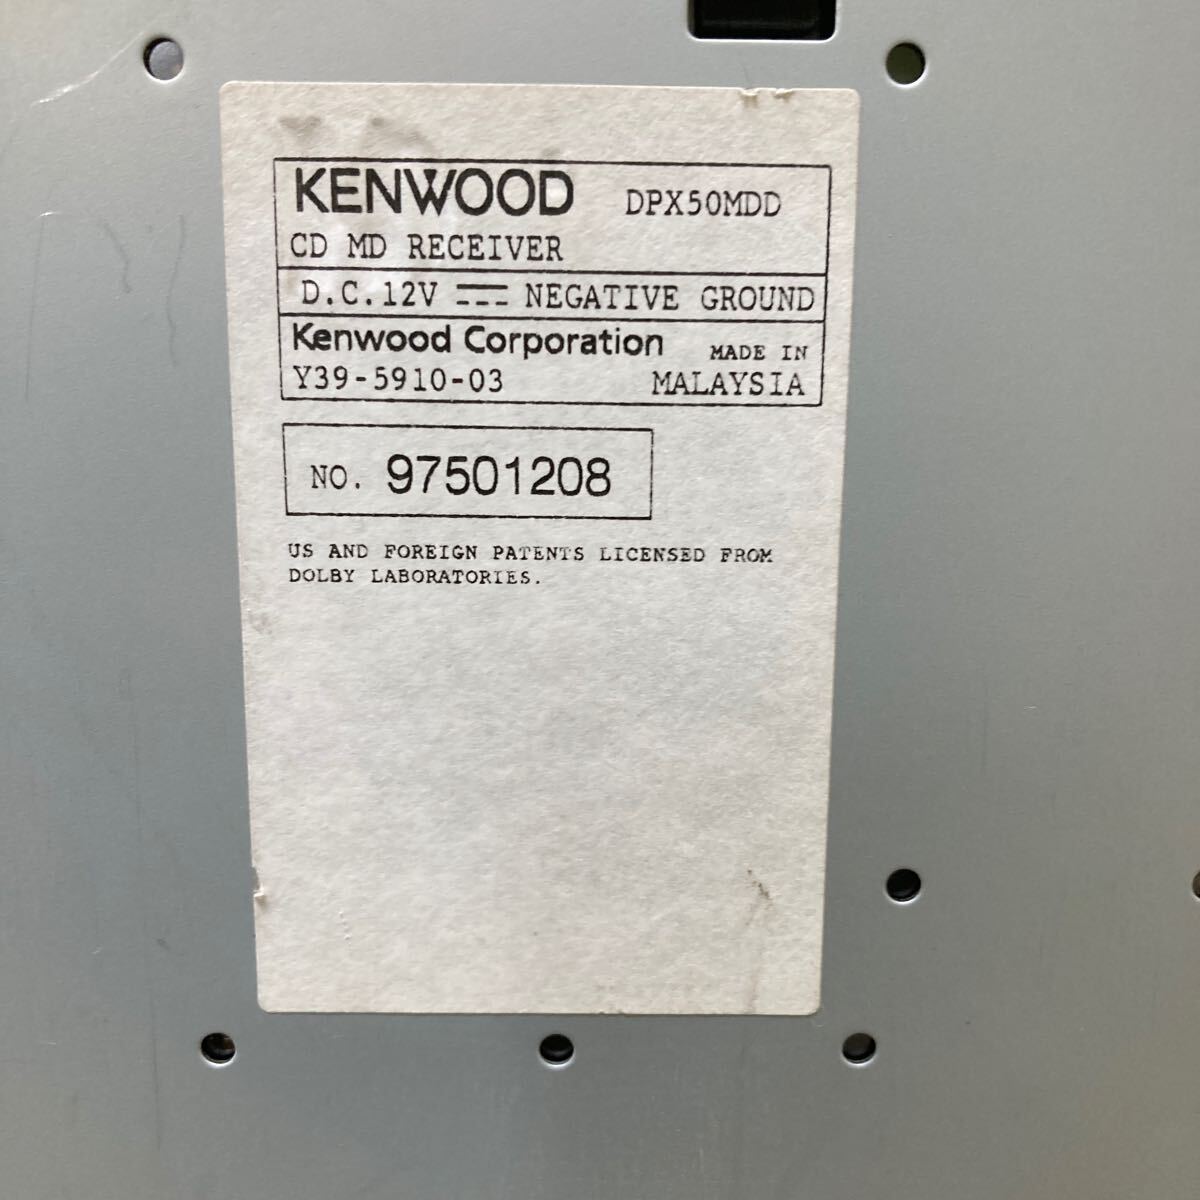 KENWOOD DPX50MDD
CD MD RECEIVER
D.C.12V ⎓ NEGATIVE GROUND
Kenwood Corporation MADE IN
Y39-5910-03 MALAYSIA
NO. 97501208
US AND FOREIGN PATENTS LICENSED FROM
DOLBY LABORATORIES.